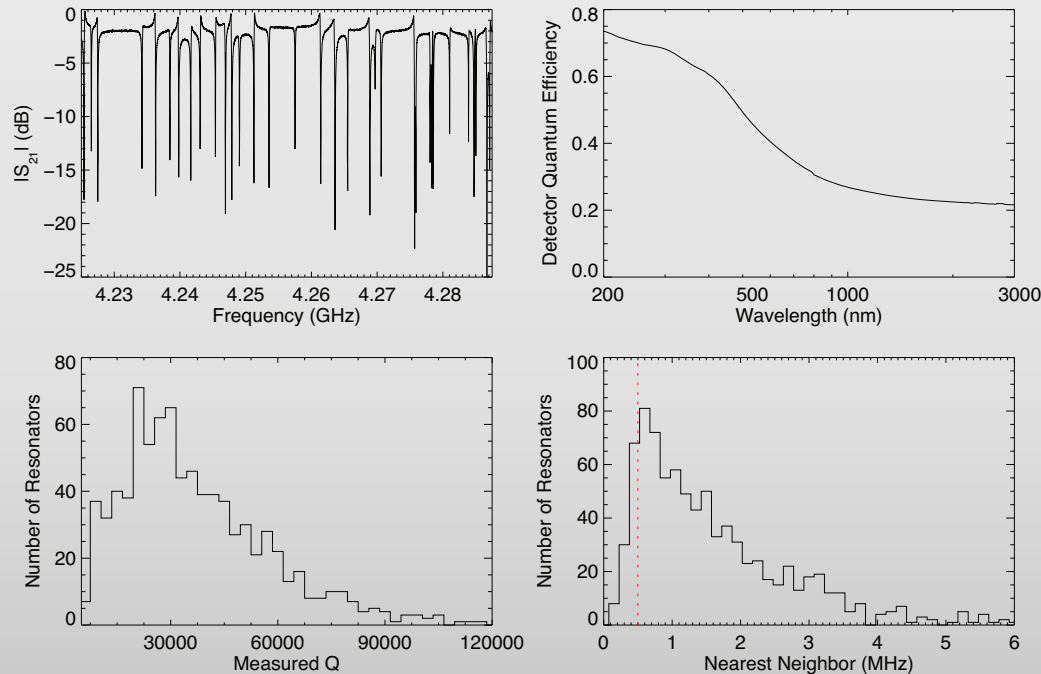 0
−5
−10
−15
−20
−25
|S21| (dB)
4.23 4.24 4.25 4.26 4.27 4.28
Frequency (GHz)
0.8
0.6
0.4
0.2
0.0
Detector Quantum Efficiency
200 500 1000 3000
Wavelength (nm)
80
60
40
20
0
Number of Resonators
30000 60000 90000 120000
Measured Q
100
80
60
40
20
0
Number of Resonators
0 1 2 3 4 5 6
Nearest Neighbor (MHz)